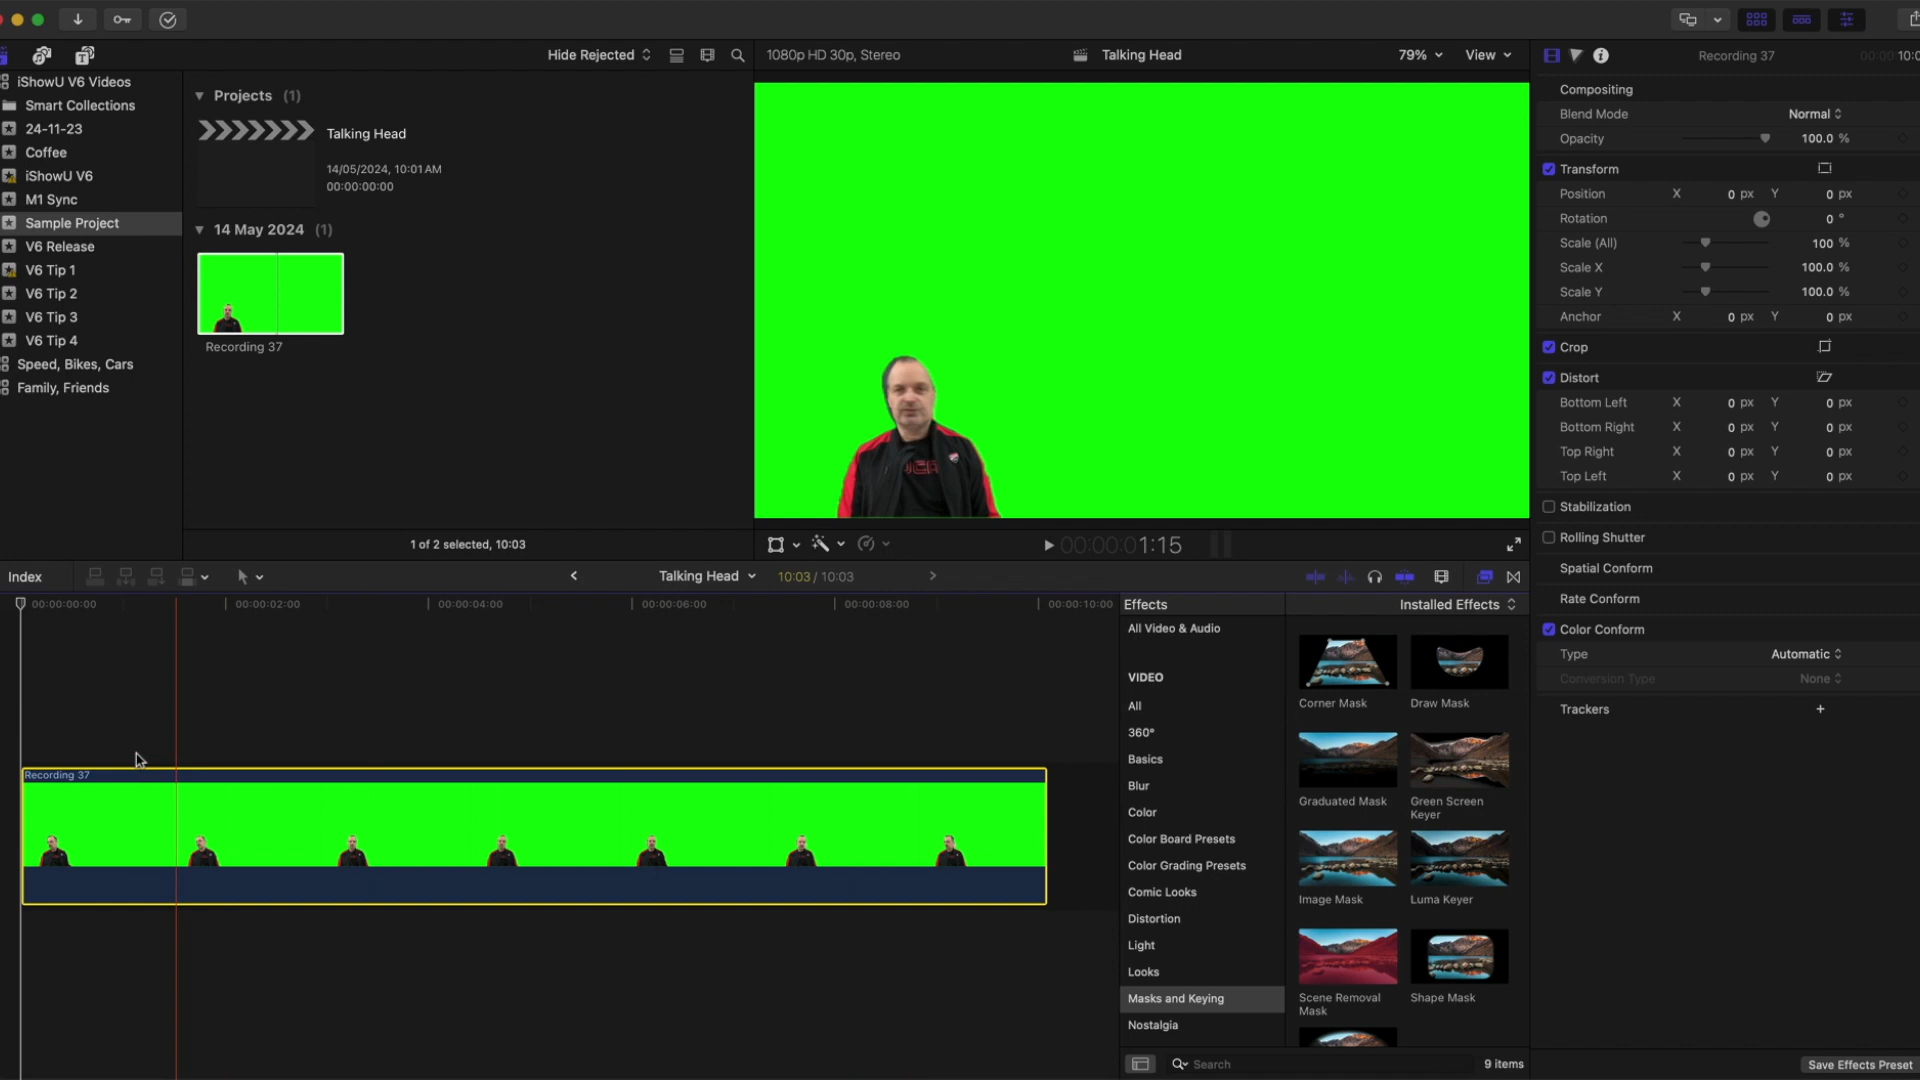 Hide Rejected
1080p HD 30p, Stereo
Talking Head
79%
View
Recording 37
00:00:10:0
iShowU V6 Videos
Smart Collections
24-11-23
Coffee
iShowU V6
M1 Sync
Sample Project
V6 Release
V6 Tip 1
V6 Tip 2
V6 Tip 3
V6 Tip 4
Speed, Bikes, Cars
Family, Friends
Projects (1)
Talking Head
14/05/2024, 10:01 AM
00:00:00:00
14 May 2024 (1)
Recording 37
1 of 2 selected, 10:03
00:00:01:15
Compositing
Blend Mode Normal
Opacity 100.0 %
Transform
Position X 0 px Y 0 px
Rotation 0 °
Scale (All) 100 %
Scale X 100.0 %
Scale Y 100.0 %
Anchor X 0 px Y 0 px
Crop
Distort
Bottom Left X 0 px Y 0 px
Bottom Right X 0 px Y 0 px
Top Right X 0 px Y 0 px
Top Left X 0 px Y 0 px
Stabilization
Rolling Shutter
Spatial Conform
Rate Conform
Color Conform
Type Automatic
Conversion Type None
Trackers +
Index
Talking Head
10:03 / 10:03
00:00:00:00
00:00:02:00
00:00:04:00
00:00:06:00
00:00:08:00
00:00:10:00
Recording 37
Effects
Installed Effects
All Video & Audio
VIDEO
All
360°
Basics
Blur
Color
Color Board Presets
Color Grading Presets
Comic Looks
Distortion
Light
Looks
Masks and Keying
Nostalgia
Corner Mask
Draw Mask
Graduated Mask
Green Screen
Keyer
Image Mask
Luma Keyer
Scene Removal
Mask
Shape Mask
Search
9 items
Save Effects Preset